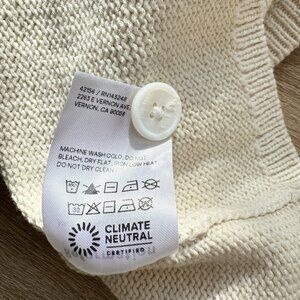 42156 / RN143248
2263 E VERNON AVE
VERNON, CA 90058
MACHINE WASH COLD, DO NOT
BLEACH, DRY FLAT, IRON LOW HEAT,
DO NOT DRY CLEAN
CLIMATE
NEUTRAL
CERTIFIED